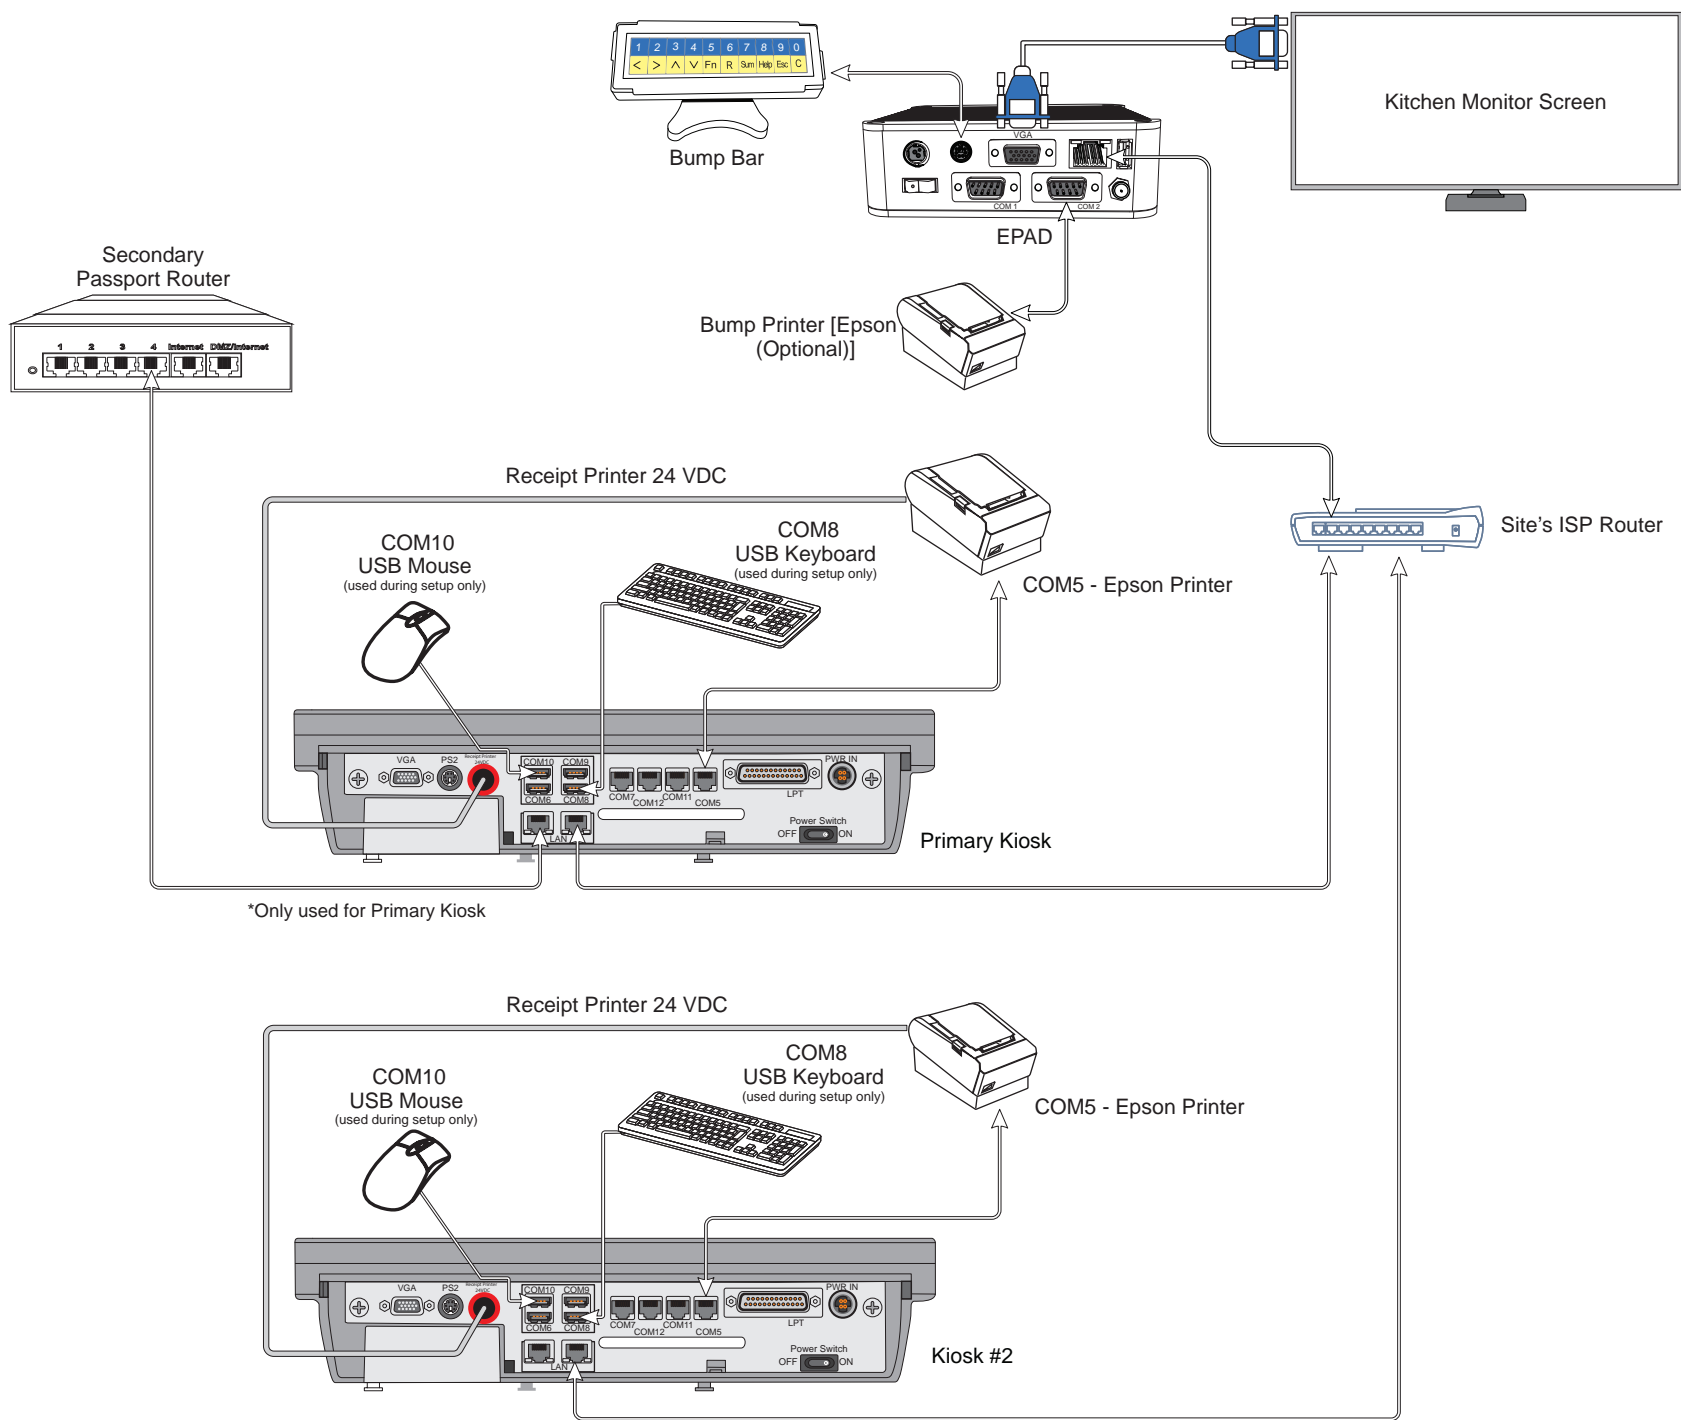 1 2 3 4 5 6 7 8 9 0
< > ∧ ∨ Fn R Sum Help Esc C
Bump Bar
Kitchen Monitor Screen
VGA
COM 1
COM 2
EPAD
Secondary
Passport Router
1 2 3 4 Internet DMZ/Internet
Bump Printer [Epson
(Optional)]
Receipt Printer 24 VDC
COM10
USB Mouse
(used during setup only)
COM8
USB Keyboard
(used during setup only)
COM5 - Epson Printer
Site's ISP Router
VGA
PS2
Receipt Printer
24VDC
COM10
COM9
COM6
COM8
LAN
COM7
COM12
COM11
COM5
LPT
PWR IN
Power Switch
OFF
ON
Primary Kiosk
*Only used for Primary Kiosk
Receipt Printer 24 VDC
COM10
USB Mouse
(used during setup only)
COM8
USB Keyboard
(used during setup only)
COM5 - Epson Printer
VGA
PS2
Receipt Printer
24VDC
COM10
COM9
COM6
COM8
LAN
COM7
COM12
COM11
COM5
LPT
PWR IN
Power Switch
OFF
ON
Kiosk #2